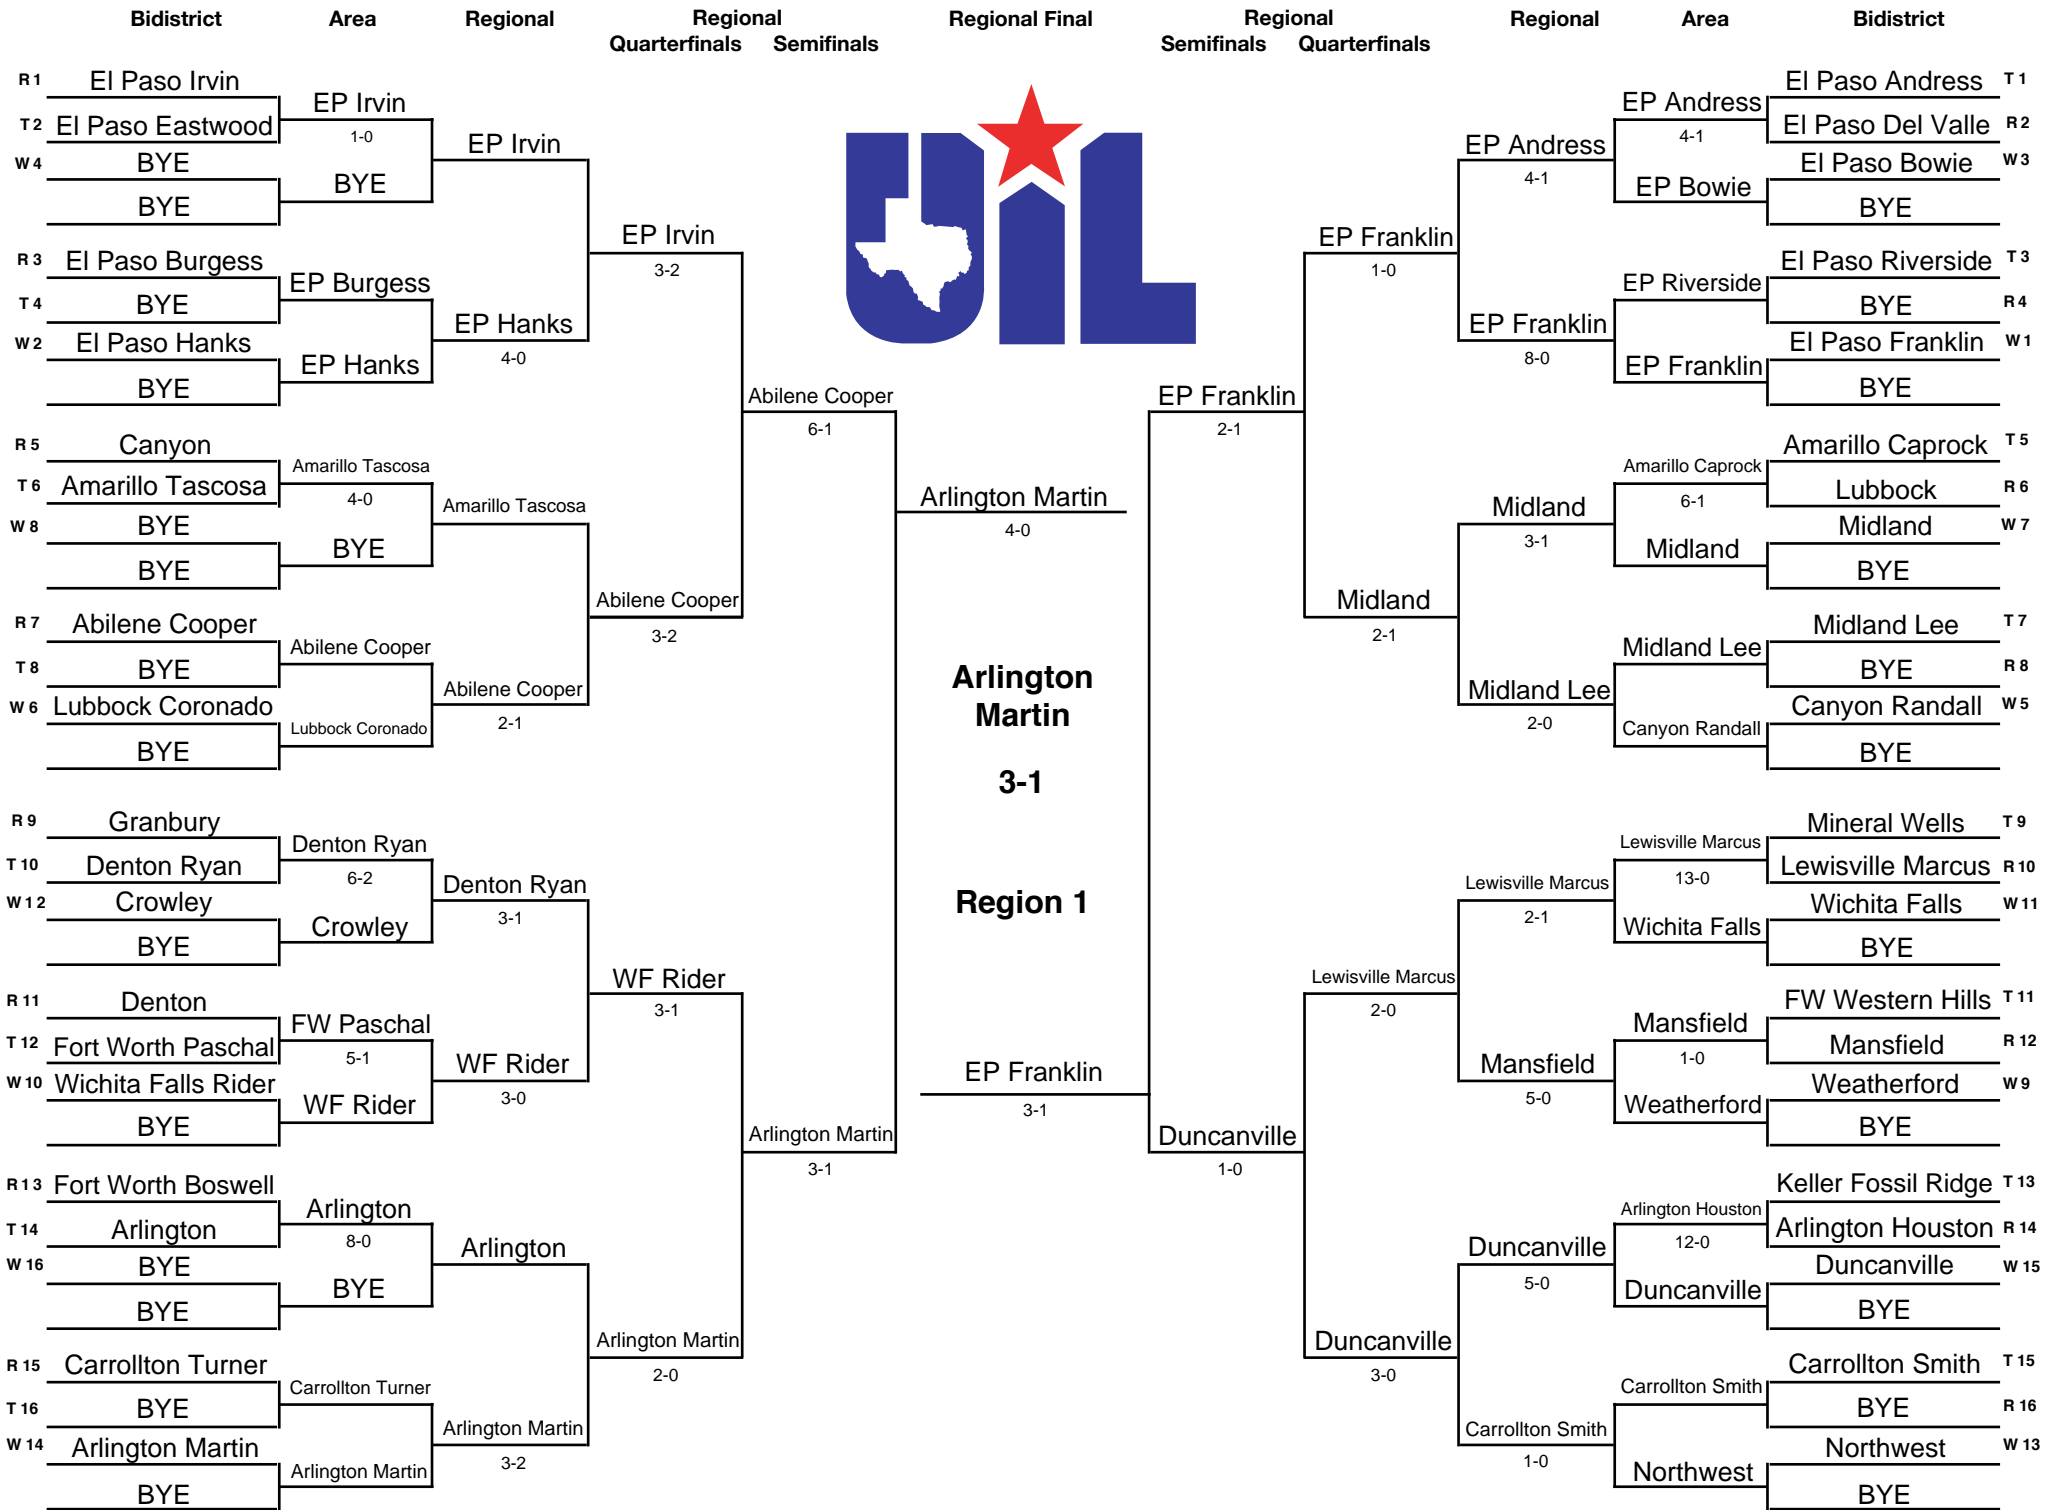 Bidistrict Area Regional Regional Regional Final Regional Regional Area Bidistrict
Quarterfinals Semifinals Semifinals Quarterfinals
R 1 El Paso Irvin
EP Irvin
T 2 El Paso Eastwood
1-0
EP Irvin
W 4 BYE
BYE
BYE
EP Irvin
3-2
R 3 El Paso Burgess
EP Burgess
T 4 BYE
EP Hanks
4-0
W 2 El Paso Hanks
EP Hanks
BYE
Abilene Cooper
6-1
R 5 Canyon
Amarillo Tascosa
T 6 Amarillo Tascosa
4-0
Amarillo Tascosa
W 8 BYE
BYE
BYE
Abilene Cooper
3-2
R 7 Abilene Cooper
Abilene Cooper
T 8 BYE
Abilene Cooper
2-1
W 6 Lubbock Coronado
Lubbock Coronado
BYE
R 9 Granbury
Denton Ryan
T 10 Denton Ryan
6-2
Denton Ryan
3-1
W 12 Crowley
Crowley
BYE
WF Rider
3-1
R 11 Denton
FW Paschal
T 12 Fort Worth Paschal
5-1
WF Rider
3-0
W 10 Wichita Falls Rider
WF Rider
BYE
Arlington Martin
3-1
R 13 Fort Worth Boswell
Arlington
T 14 Arlington
8-0
Arlington
W 16 BYE
BYE
BYE
Arlington Martin
2-0
R 15 Carrollton Turner
Carrollton Turner
T 16 BYE
Arlington Martin
3-2
W 14 Arlington Martin
Arlington Martin
BYE
UIL
Arlington Martin
4-0
Arlington
Martin
3-1
Region 1
EP Franklin
3-1
El Paso Andress T 1
EP Andress
4-1
El Paso Del Valle R 2
EP Andress
4-1
El Paso Bowie W 3
EP Bowie
BYE
EP Franklin
1-0
El Paso Riverside T 3
EP Riverside
BYE R 4
EP Franklin
8-0
El Paso Franklin W 1
EP Franklin
BYE
EP Franklin
2-1
Amarillo Caprock T 5
Amarillo Caprock
6-1
Lubbock R 6
Midland
3-1
Midland W 7
Midland
BYE
Midland
2-1
Midland Lee T 7
Midland Lee
BYE R 8
Midland Lee
2-0
Canyon Randall W 5
Canyon Randall
BYE
Mineral Wells T 9
Lewisville Marcus
13-0
Lewisville Marcus R 10
Lewisville Marcus
2-1
Wichita Falls W 11
Wichita Falls
BYE
Lewisville Marcus
2-0
FW Western Hills T 11
Mansfield
1-0
Mansfield R 12
Mansfield
5-0
Weatherford W 9
Weatherford
BYE
Duncanville
1-0
Keller Fossil Ridge T 13
Arlington Houston
12-0
Arlington Houston R 14
Duncanville
5-0
Duncanville W 15
Duncanville
BYE
Duncanville
3-0
Carrollton Smith T 15
Carrollton Smith
BYE R 16
Carrollton Smith
1-0
Northwest W 13
Northwest
BYE